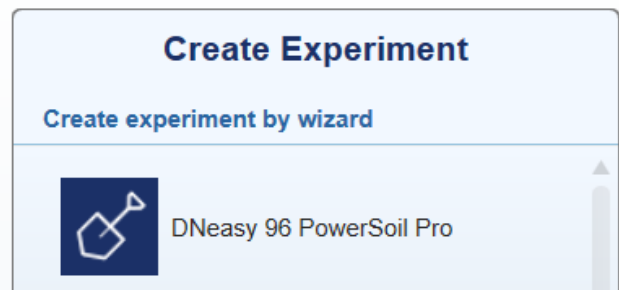 Create Experiment
Create experiment by wizard
DNeasy 96 PowerSoil Pro